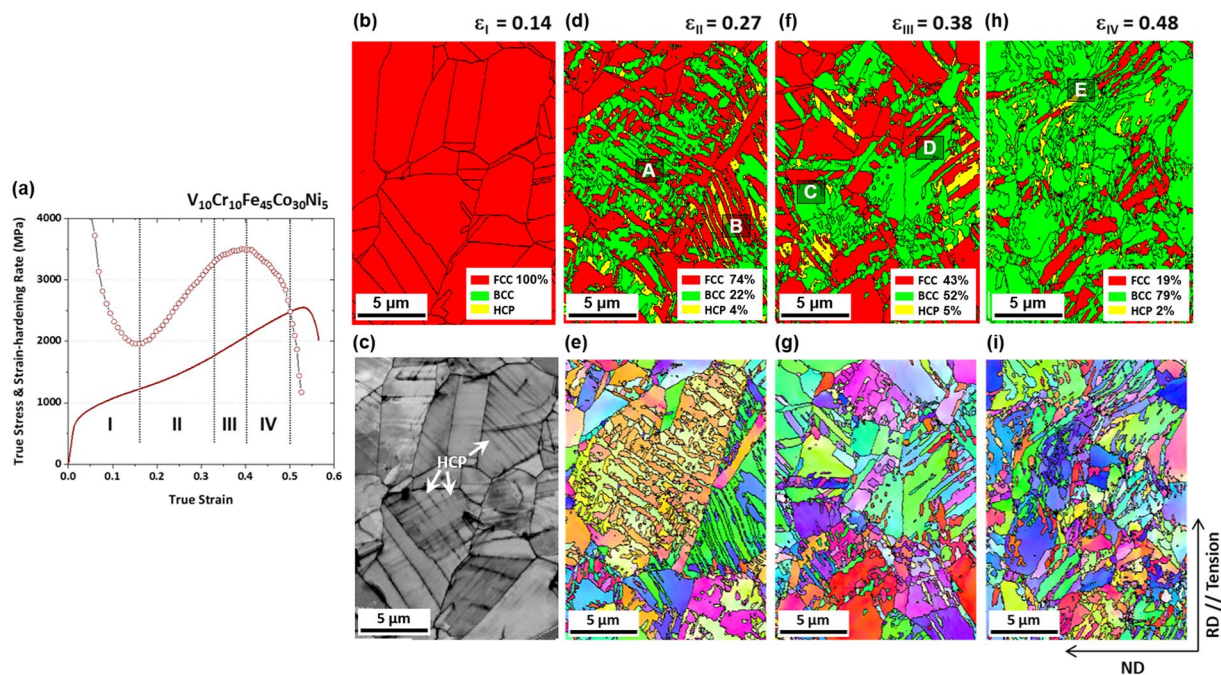 (b) ε_I = 0.14
(d) ε_II = 0.27
(f) ε_III = 0.38
(h) ε_IV = 0.48
A
B
C
D
E
FCC 100%
BCC
HCP
5 μm
FCC 74%
BCC 22%
HCP 4%
5 μm
FCC 43%
BCC 52%
HCP 5%
5 μm
FCC 19%
BCC 79%
HCP 2%
5 μm
(a)
V₁₀Cr₁₀Fe₄₅Co₃₀Ni₅
True Stress & Strain-hardening Rate (MPa)
4000
3000
2000
1000
0
I II III IV
0.0 0.1 0.2 0.3 0.4 0.5 0.6
True Strain
(c)
HCP
5 μm
(e)
5 μm
(g)
5 μm
(i)
5 μm
RD // Tension
ND